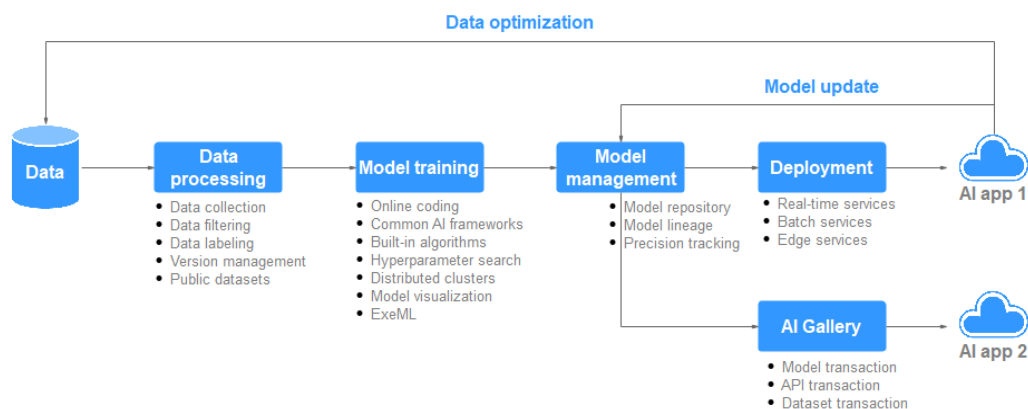 Data optimization
Model update
Data
Data
processing
Model training
Model
management
Deployment
AI app 1
Data collection
Data filtering
Data labeling
Version management
Public datasets
Online coding
Common AI frameworks
Built-in algorithms
Hyperparameter search
Distributed clusters
Model visualization
ExeML
Model repository
Model lineage
Precision tracking
Real-time services
Batch services
Edge services
AI Gallery
AI app 2
Model transaction
API transaction
Dataset transaction